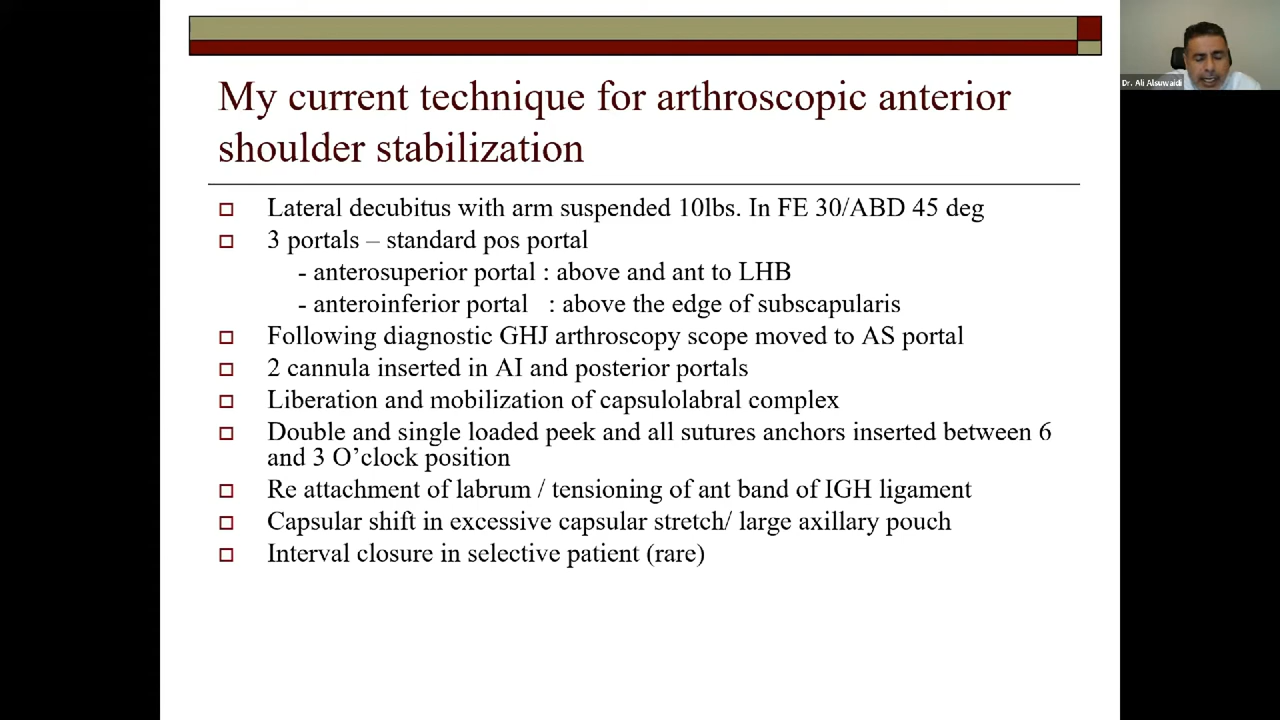 My current technique for arthroscopic anterior
shoulder stabilization
Lateral decubitus with arm suspended 10lbs. In FE 30/ABD 45 deg
3 portals – standard pos portal
- anterosuperior portal : above and ant to LHB
- anteroinferior portal : above the edge of subscapularis
Following diagnostic GHJ arthroscopy scope moved to AS portal
2 cannula inserted in AI and posterior portals
Liberation and mobilization of capsulolabral complex
Double and single loaded peek and all sutures anchors inserted between 6
and 3 O’clock position
Re attachment of labrum / tensioning of ant band of IGH ligament
Capsular shift in excessive capsular stretch/ large axillary pouch
Interval closure in selective patient (rare)
Dr. Ali Alsuwaidi